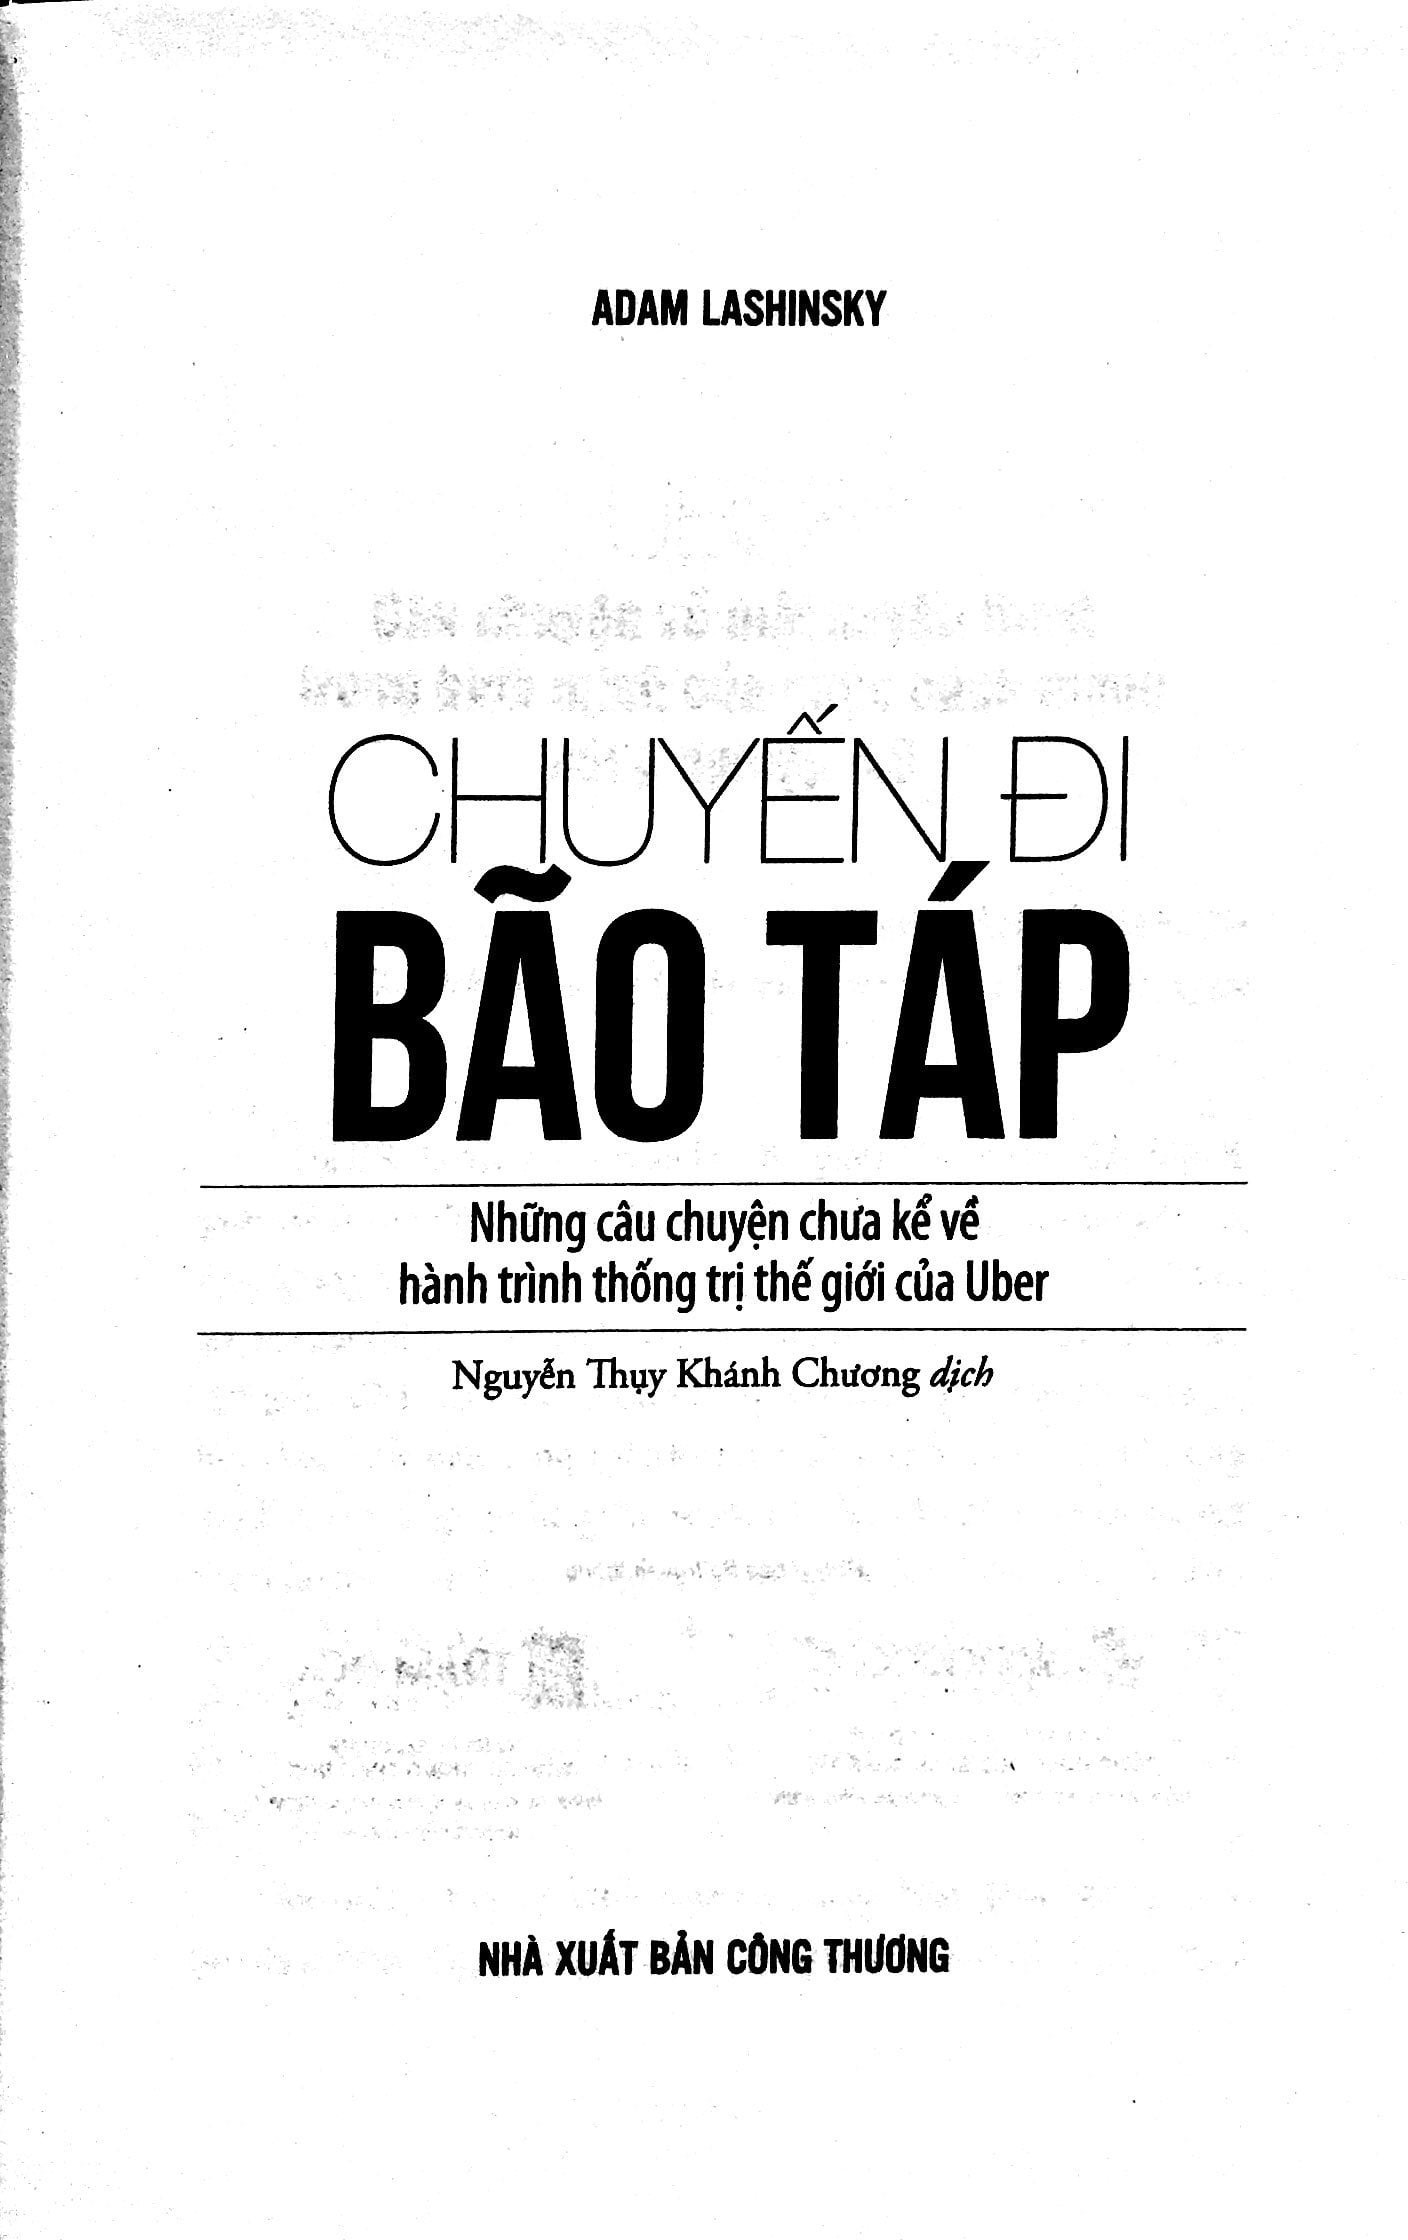 ADAM LASHINSKY
CHUYẾN ĐI
BÃO TÁP
Những câu chuyện chưa kể về
hành trình thống trị thế giới của Uber
Nguyễn Thụy Khánh Chương dịch
NHÀ XUẤT BẢN CÔNG THƯƠNG